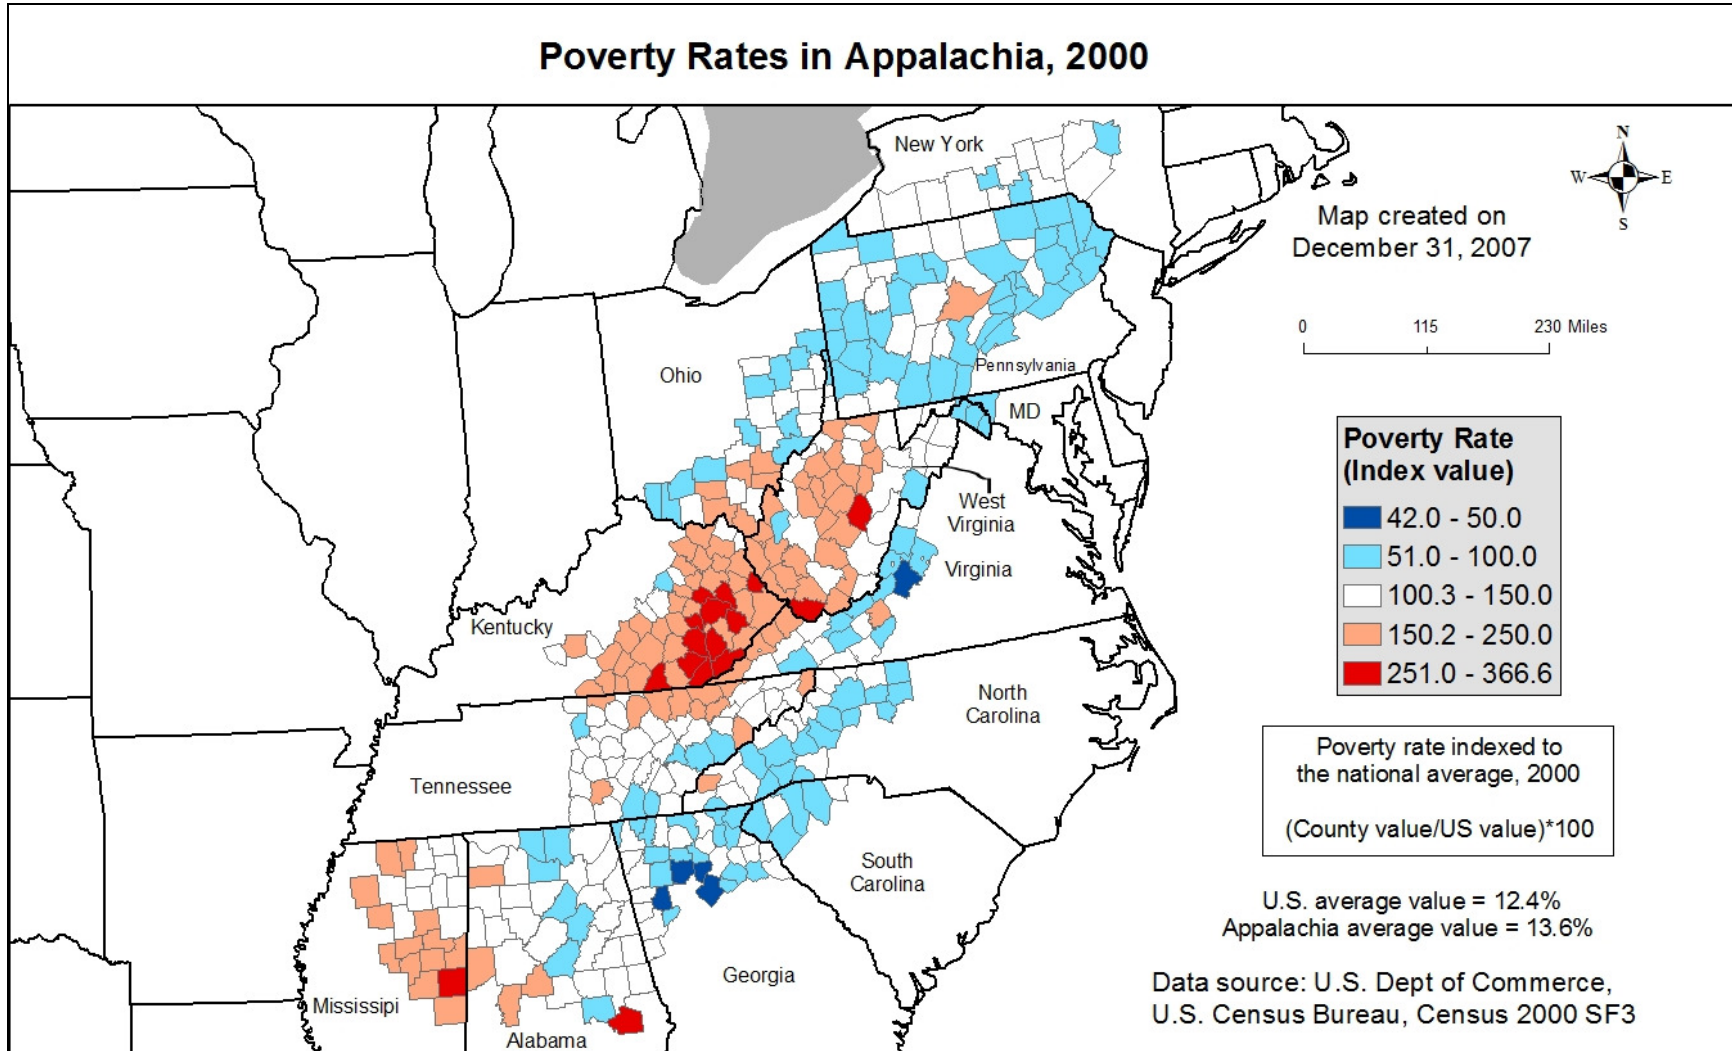 Poverty Rates in Appalachia, 2000
New York
N
W
E
S
Map created on
December 31, 2007
0 115 230 Miles
Ohio
Pennsylvania
MD
Poverty Rate
(Index value)
42.0 - 50.0
51.0 - 100.0
100.3 - 150.0
150.2 - 250.0
251.0 - 366.6
West
Virginia
Virginia
Kentucky
North
Carolina
Tennessee
Poverty rate indexed to
the national average, 2000
(County value/US value)*100
South
Carolina
U.S. average value = 12.4%
Appalachia average value = 13.6%
Georgia
Mississipi
Alabama
Data source: U.S. Dept of Commerce,
U.S. Census Bureau, Census 2000 SF3